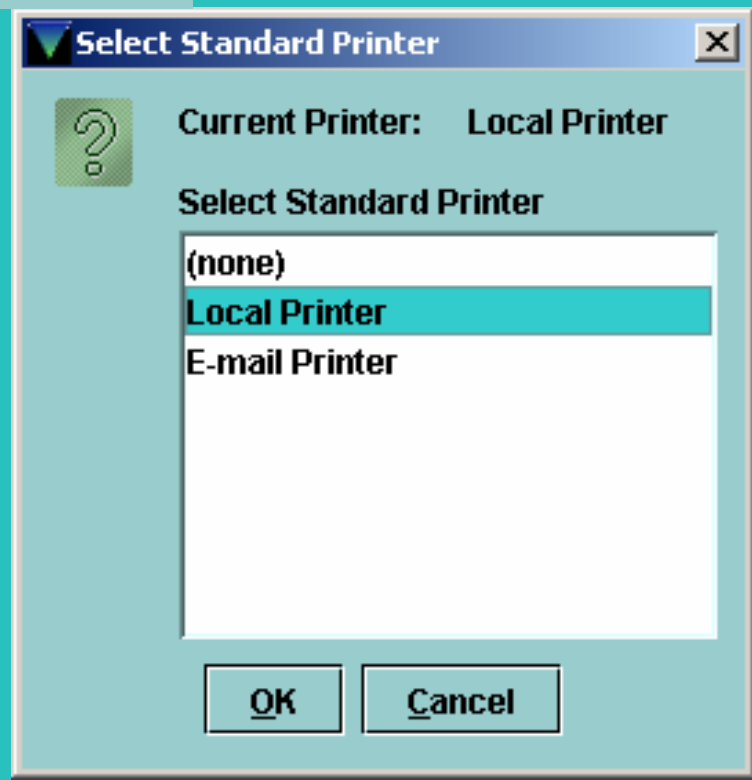 Select Standard Printer
Current Printer: Local Printer
Select Standard Printer
(none)
Local Printer
E-mail Printer
OK Cancel